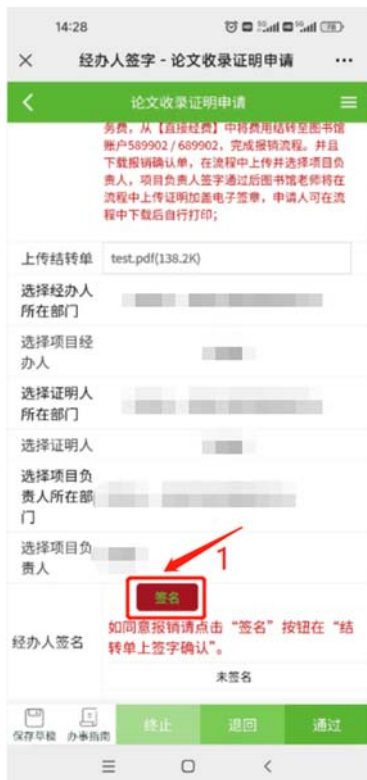 14:28
5G 5G 78
经办人签字 - 论文收录证明申请
论文收录证明申请
务费，从【直接经费】中将费用结转至图书馆
账户589902 / 689902，完成报销流程。并且
下载报销确认单，在流程中上传并选择项目负
责人，项目负责人签字通过后图书馆老师将在
流程中上传证明加盖电子签章，申请人可在流
程中下载后自行打印；
上传结转单 test.pdf(138.2K)
选择经办人
所在部门
选择项目经
办人
选择证明人
所在部门
选择证明人
选择项目负
责人所在部
门
选择项目负
责人
1
签名
经办人签名
如同意报销请点击“签名”按钮在“结
转单上签字确认”。
未签名
保存草稿 办事指南 终止 退回 通过